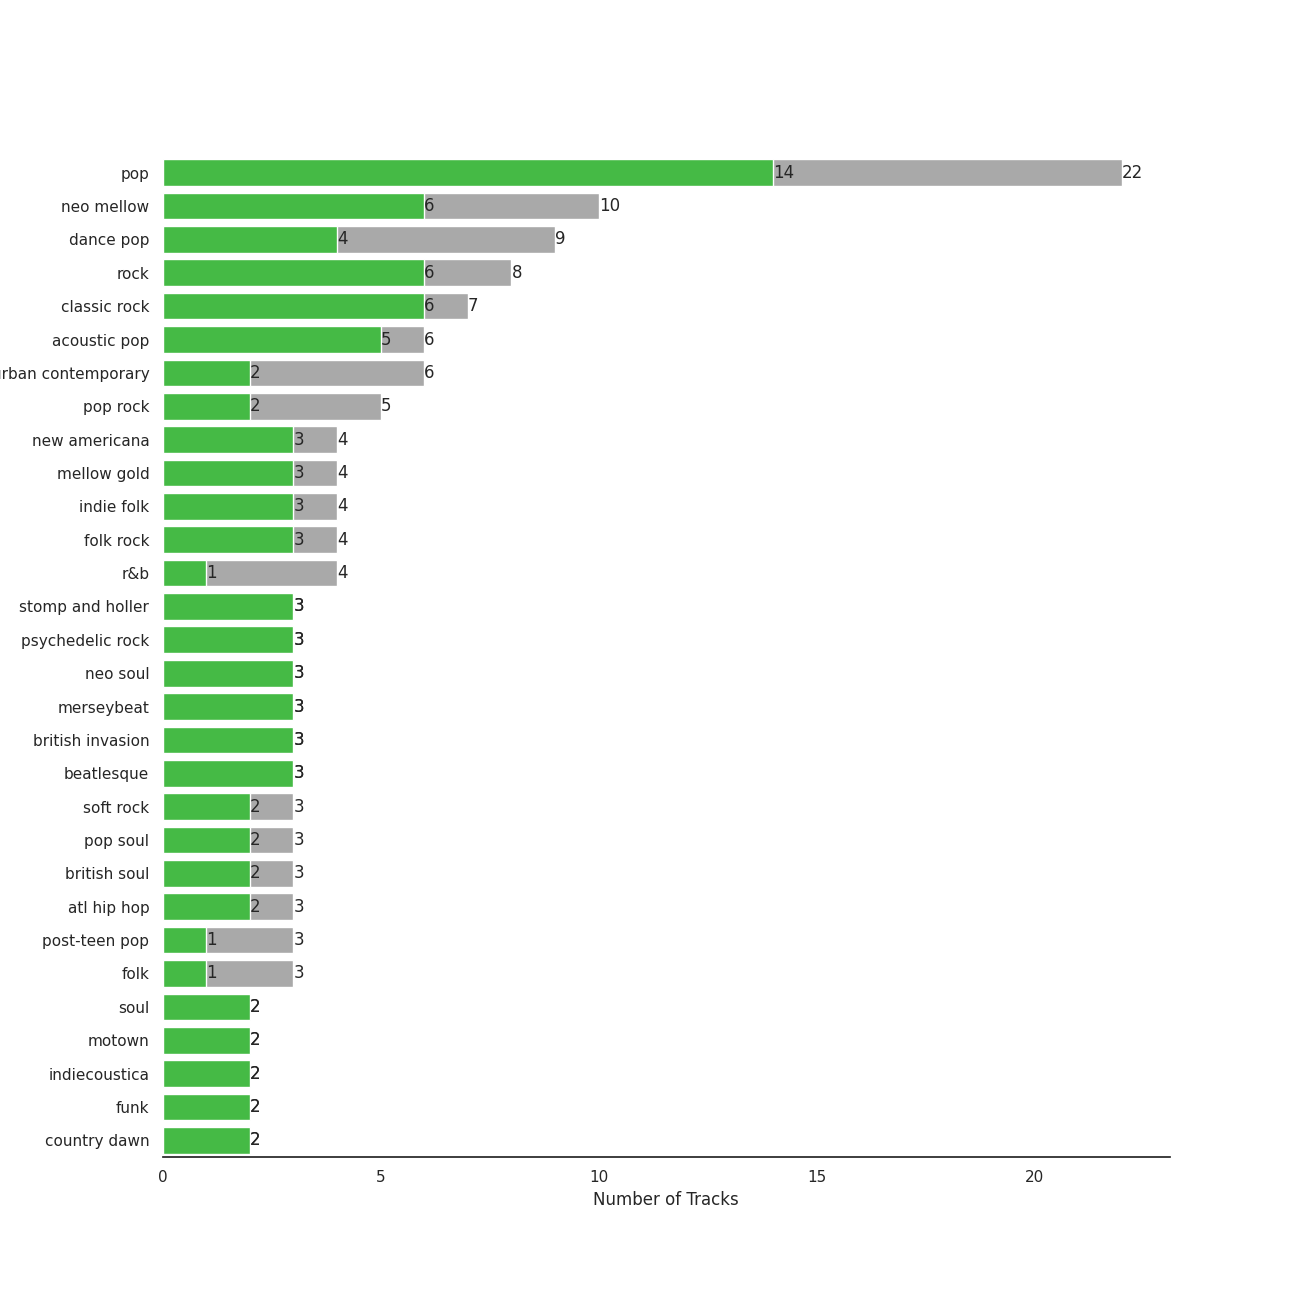 pop 14 22
neo mellow 6 10
dance pop 4 9
rock 6 8
classic rock 6 7
acoustic pop 5 6
rban contemporary 2 6
pop rock 2 5
new americana 3 4
mellow gold 3 4
indie folk 3 4
folk rock 3 4
r&b 1 4
stomp and holler 3
psychedelic rock 3
neo soul 3
merseybeat 3
british invasion 3
beatlesque 3
soft rock 2 3
pop soul 2 3
british soul 2 3
atl hip hop 2 3
post-teen pop 1 3
folk 1 3
soul 2
motown 2
indiecoustica 2
funk 2
country dawn 2
0 5 10 15 20
Number of Tracks